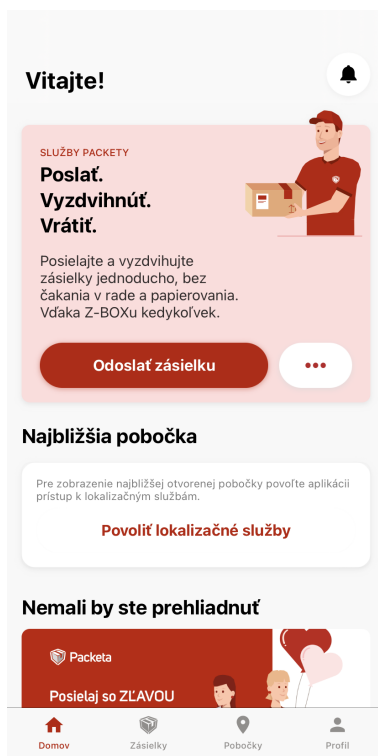 Vitajte!
SLUŽBY PACKETY
Poslať.
Vyzdvihnúť.
Vrátiť.
Posielajte a vyzdvihujte
zásielky jednoducho, bez
čakania v rade a papierovania.
Vďaka Z-BOXu kedykoľvek.
Odoslať zásielku
Najbližšia pobočka
Pre zobrazenie najbližšej otvorenej pobočky povoľte aplikácii
prístup k lokalizačným službám.
Povoliť lokalizačné služby
Nemali by ste prehliadnuť
Packeta
Posielaj so ZĽAVOU
Domov
Zásielky
Pobočky
Profil